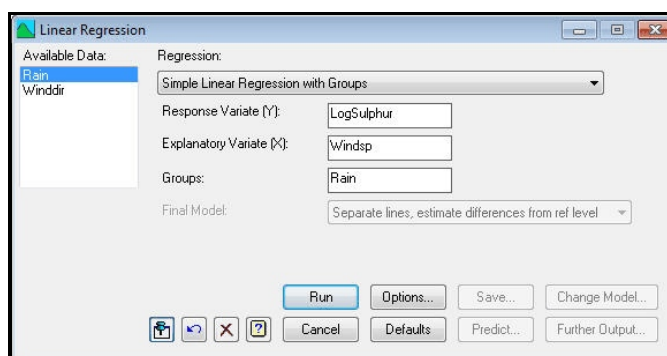 Linear Regression
Available Data:
Rain
Winddir
Regression:
Simple Linear Regression with Groups
Response Variate (Y):
LogSulphur
Explanatory Variate (X):
Windsp
Groups:
Rain
Final Model:
Separate lines, estimate differences from ref level
Run
Options...
Save...
Change Model...
Cancel
Defaults
Predict...
Further Output...